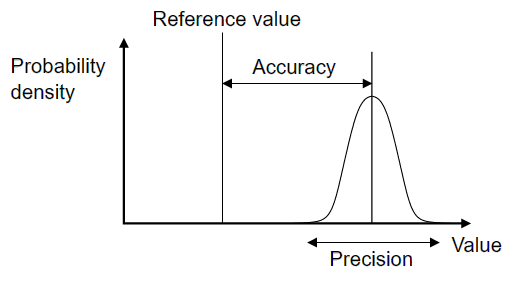 Reference value
Probability
density
Accuracy
Value
Precision